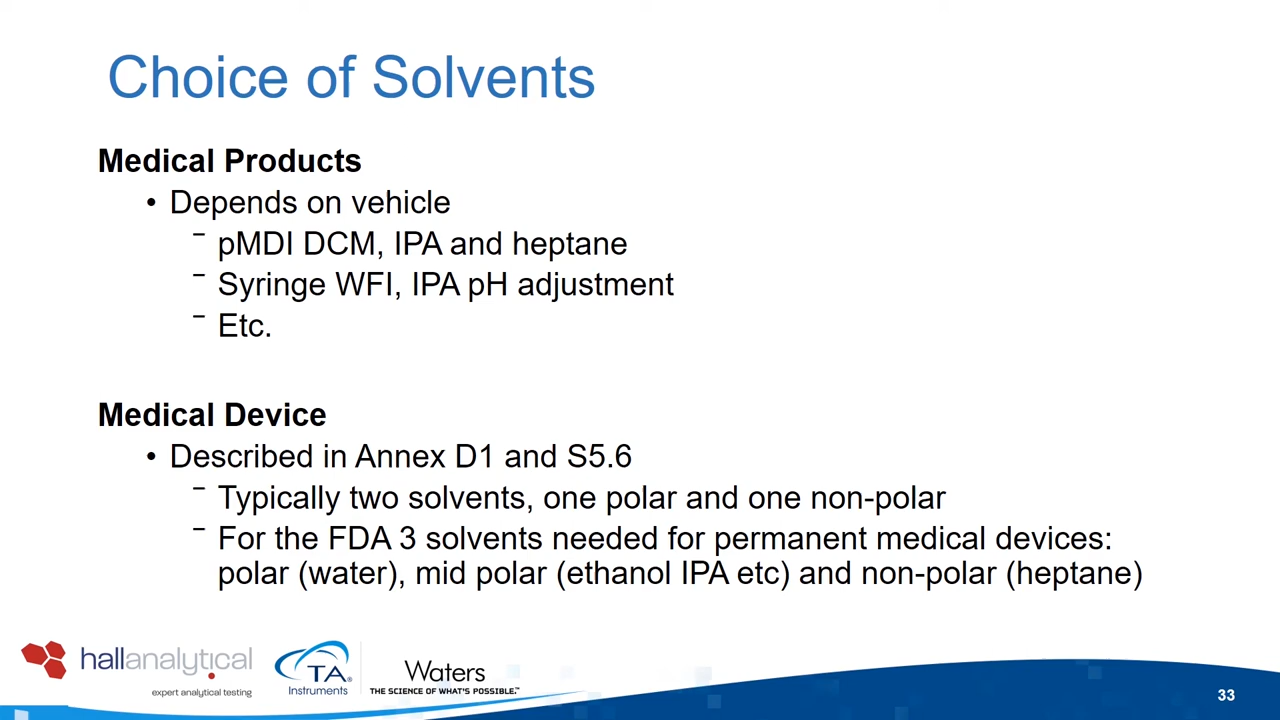 Choice of Solvents
Medical Products
• Depends on vehicle
– pMDI DCM, IPA and heptane
– Syringe WFI, IPA pH adjustment
– Etc.
Medical Device
• Described in Annex D1 and S5.6
– Typically two solvents, one polar and one non-polar
– For the FDA 3 solvents needed for permanent medical devices:
polar (water), mid polar (ethanol IPA etc) and non-polar (heptane)
hallanalytical
expert analytical testing
TA®
Instruments
Waters
THE SCIENCE OF WHAT'S POSSIBLE.™
33